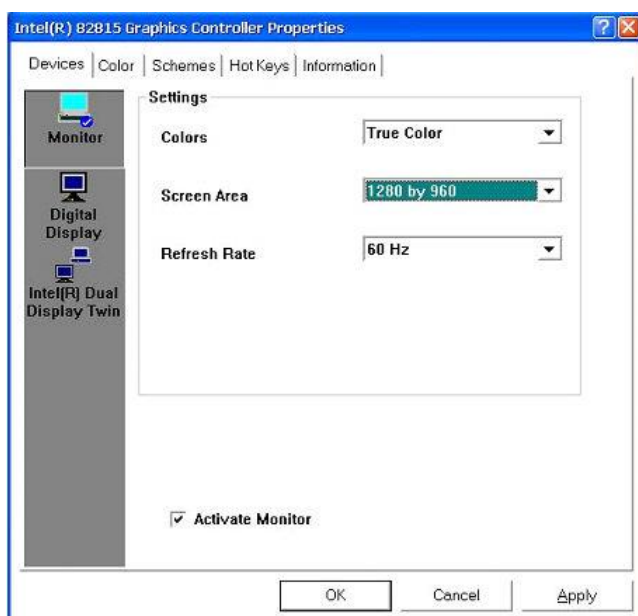 Intel(R) 82815 Graphics Controller Properties
Devices Color Schemes Hot Keys Information
Monitor
Digital
Display
Intel(R) Dual
Display Twin
Settings
Colors True Color
Screen Area 1280 by 960
Refresh Rate 60 Hz
Activate Monitor
OK Cancel Apply